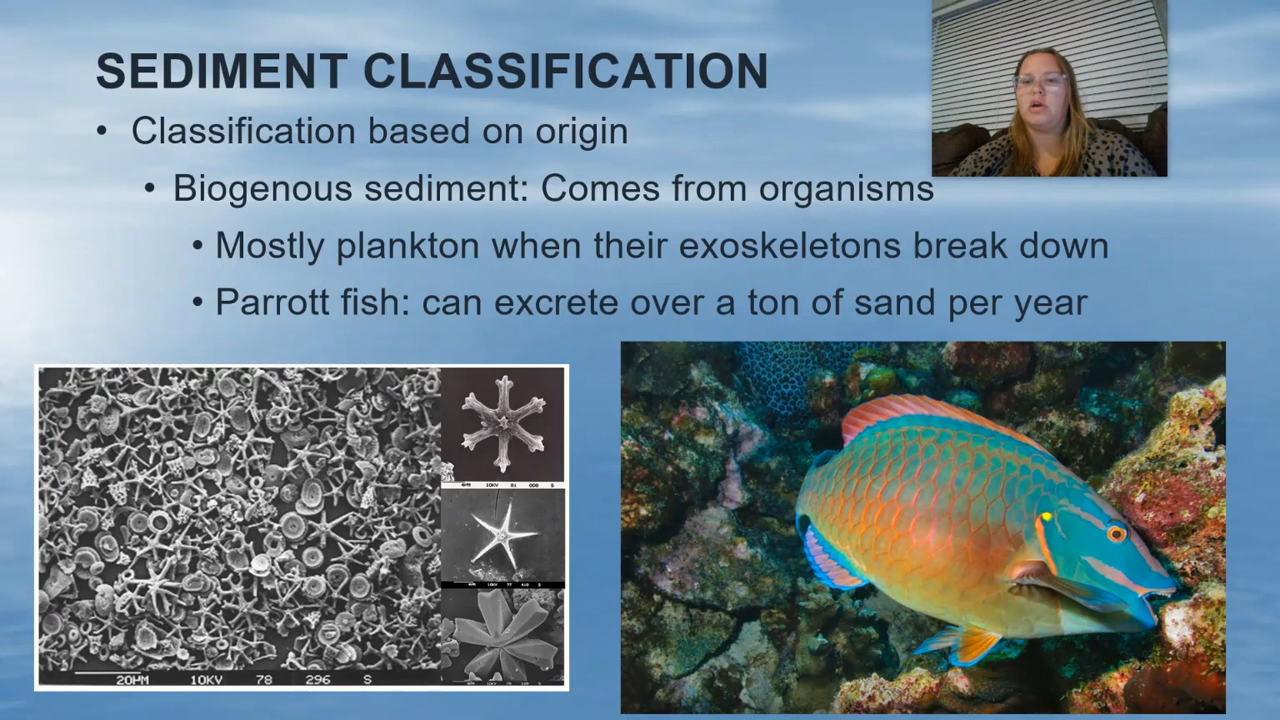 SEDIMENT CLASSIFICATION
• Classification based on origin
• Biogenous sediment: Comes from organisms
• Mostly plankton when their exoskeletons break down
• Parrott fish: can excrete over a ton of sand per year
20µM 10KV 78 296 S